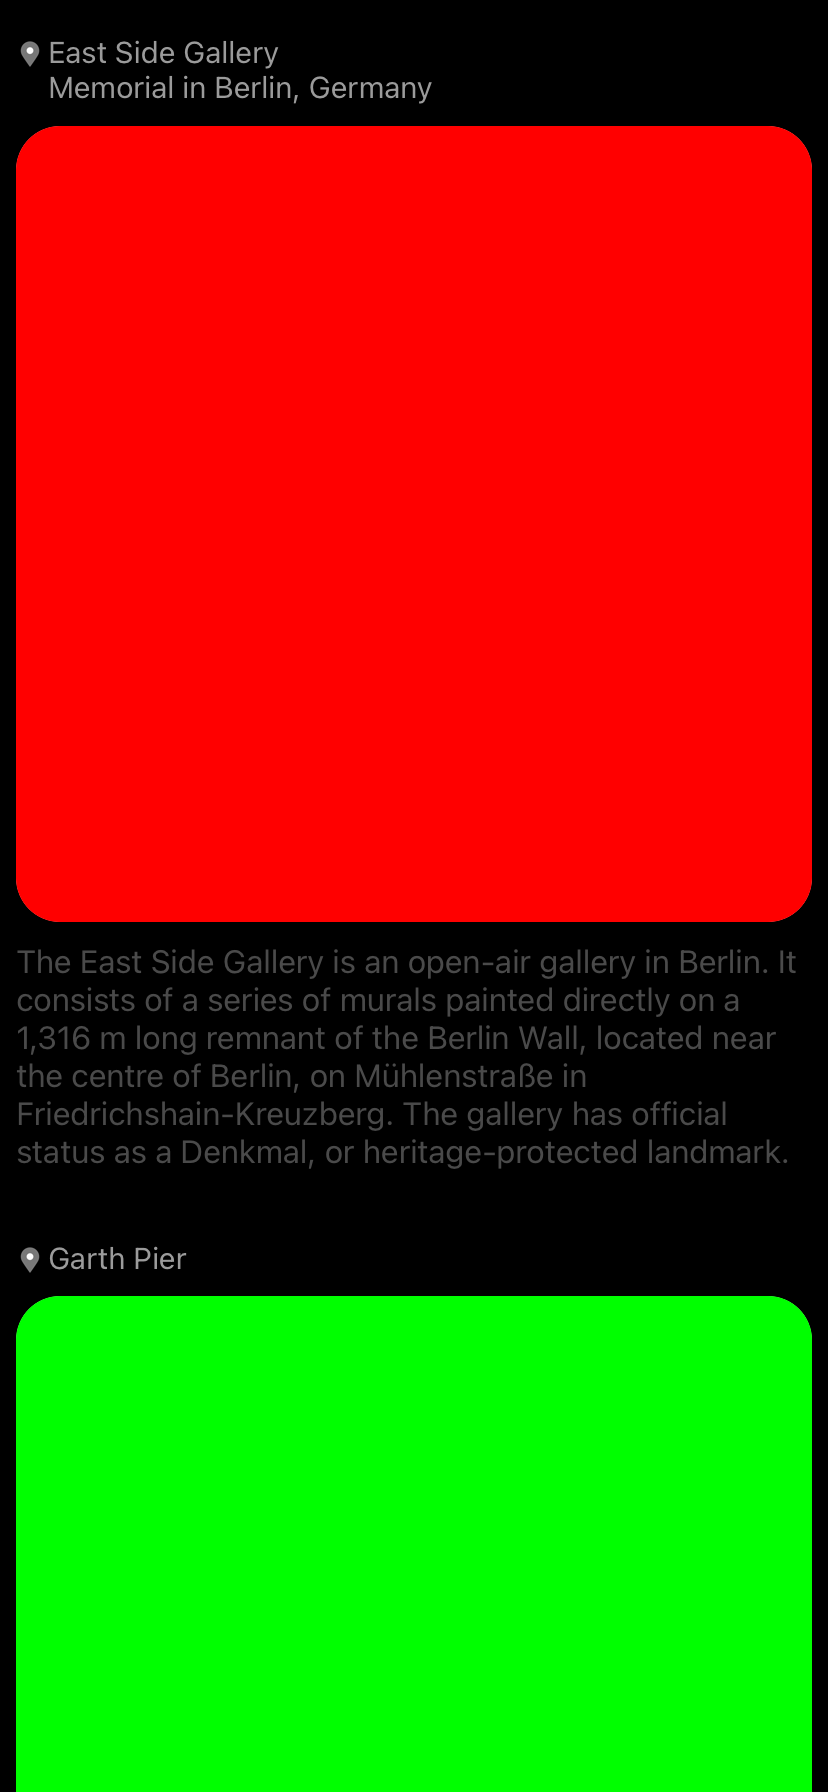 East Side Gallery
Memorial in Berlin, Germany
The East Side Gallery is an open-air gallery in Berlin. It
consists of a series of murals painted directly on a
1,316 m long remnant of the Berlin Wall, located near
the centre of Berlin, on Mühlenstraße in
Friedrichshain-Kreuzberg. The gallery has official
status as a Denkmal, or heritage-protected landmark.
Garth Pier